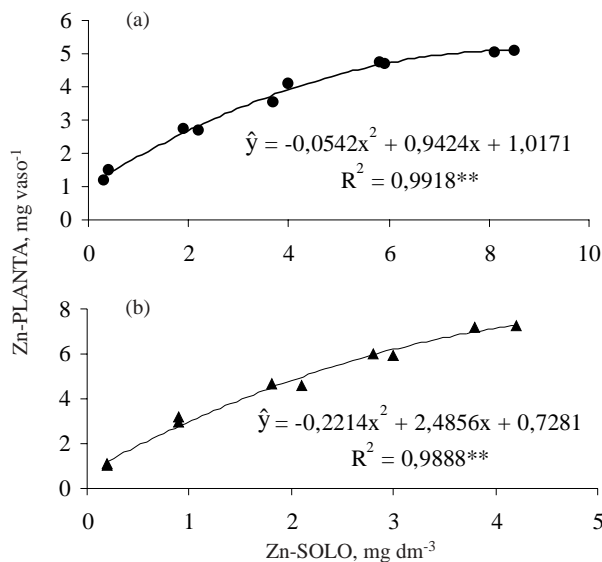 (a)
6
5
4
3
2
1
0
ŷ = -0,0542x² + 0,9424x + 1,0171
R² = 0,9918**
0 2 4 6 8 10
Zn-PLANTA, mg vaso⁻¹
(b)
8
6
4
2
0
ŷ = -0,2214x² + 2,4856x + 0,7281
R² = 0,9888**
0 1 2 3 4 5
Zn-SOLO, mg dm⁻³